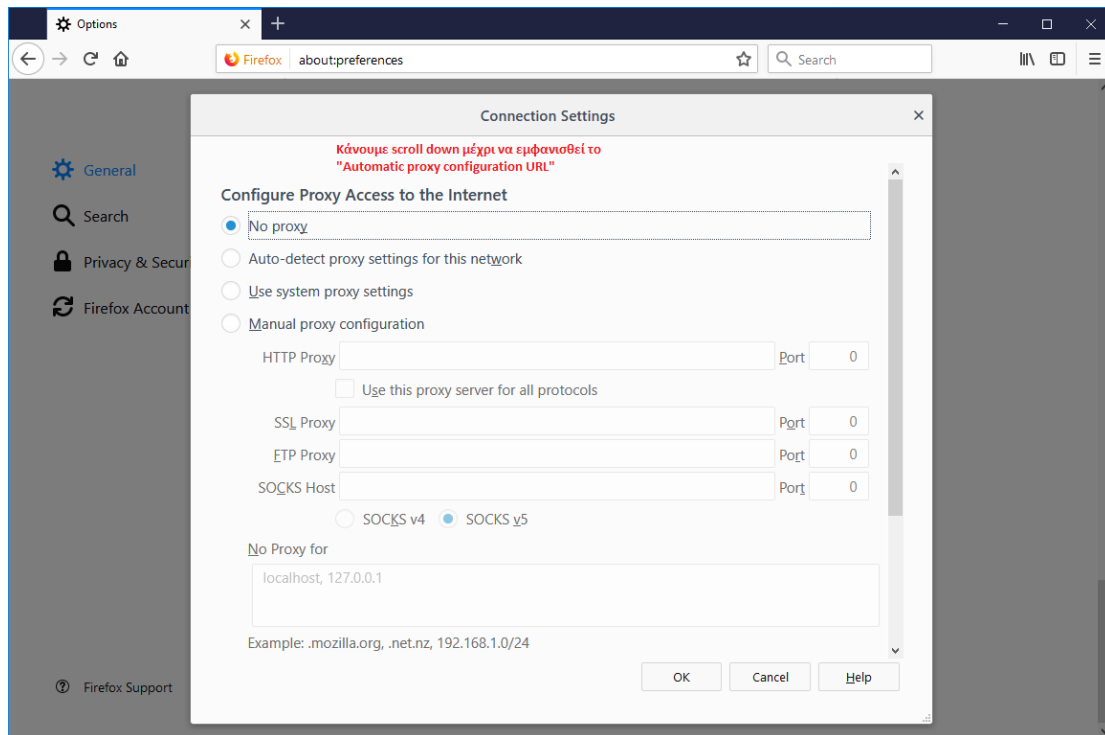 Options
Firefox about:preferences
Search
Connection Settings
Κάνουμε scroll down μέχρι να εμφανισθεί το
"Automatic proxy configuration URL"
General
Search
Privacy & Secur
Firefox Account
Configure Proxy Access to the Internet
No proxy
Auto-detect proxy settings for this network
Use system proxy settings
Manual proxy configuration
HTTP Proxy Port 0
Use this proxy server for all protocols
SSL Proxy Port 0
FTP Proxy Port 0
SOCKS Host Port 0
SOCKS v4 SOCKS v5
No Proxy for
localhost, 127.0.0.1
Example: .mozilla.org, .net.nz, 192.168.1.0/24
OK Cancel Help
Firefox Support